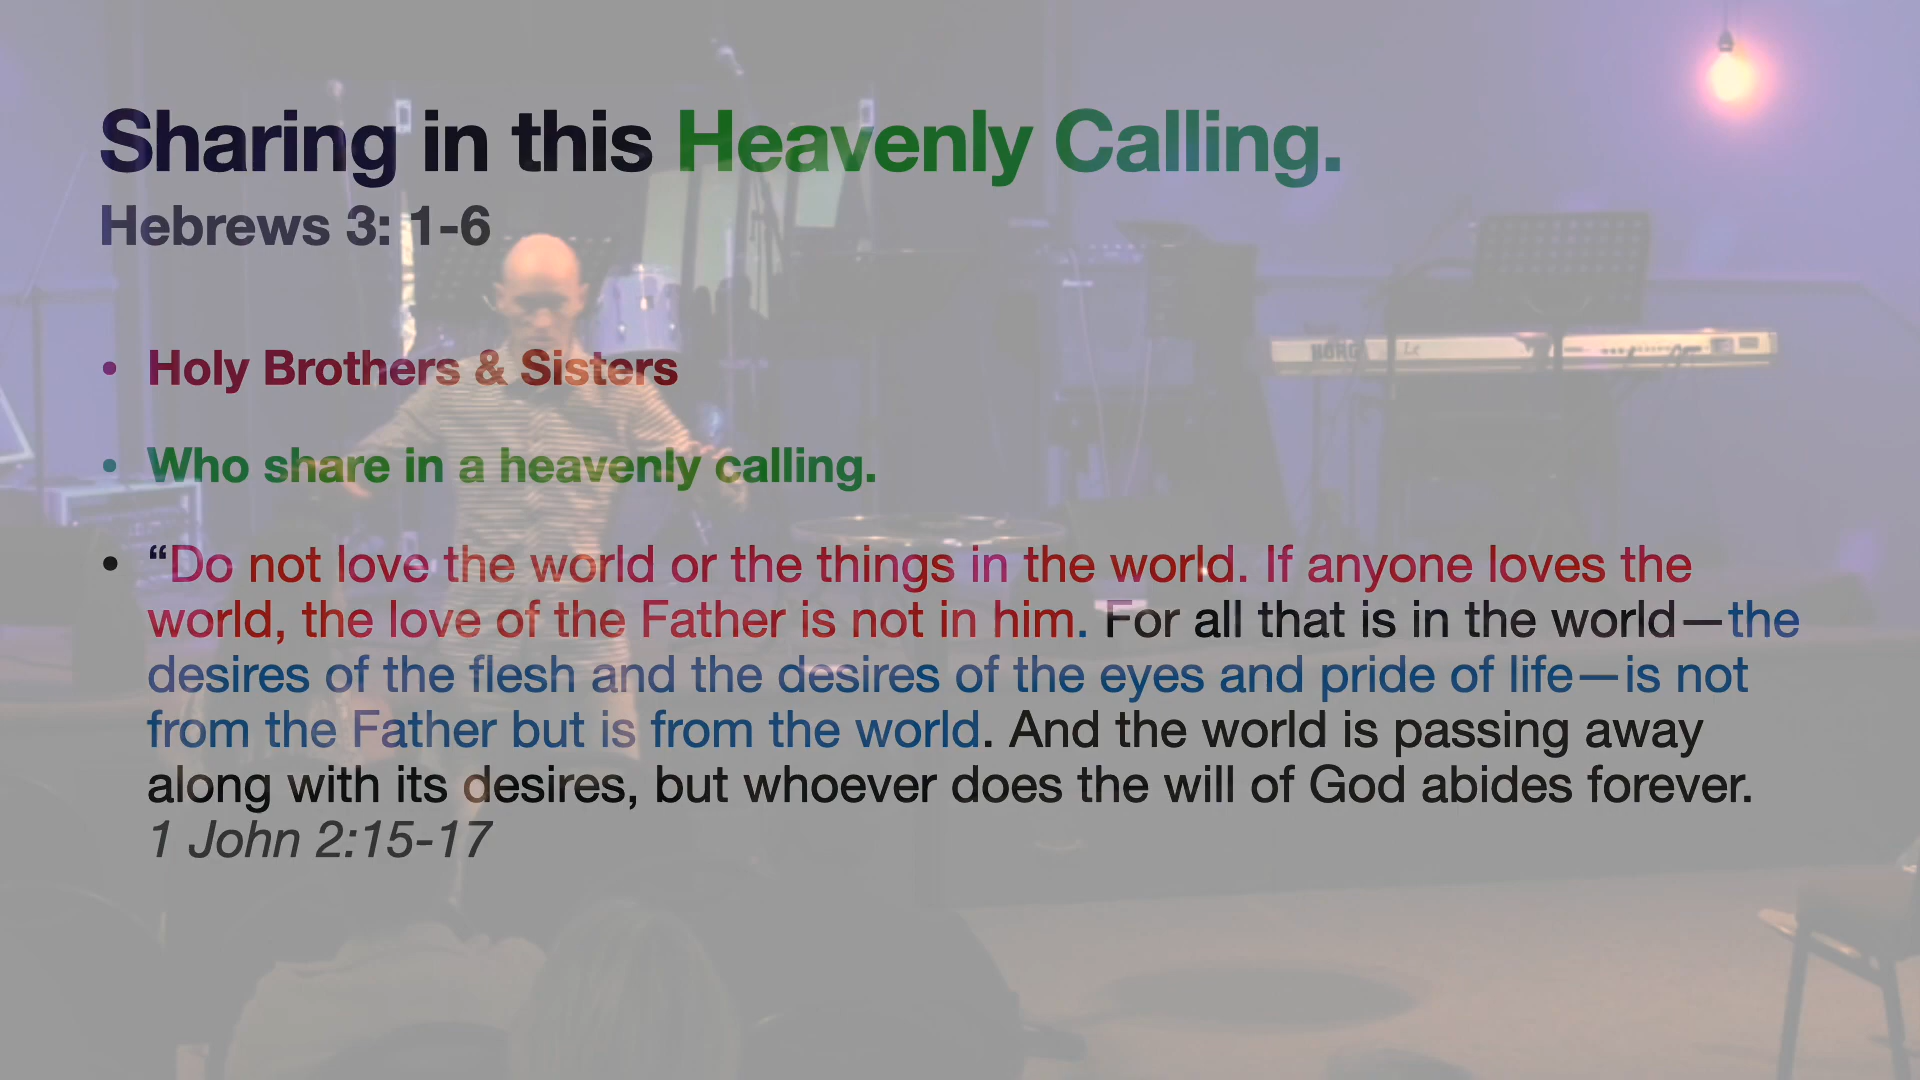 Sharing in this Heavenly Calling.
Hebrews 3: 1-6
• Holy Brothers & Sisters
• Who share in a heavenly calling.
• “Do not love the world or the things in the world. If anyone loves the
world, the love of the Father is not in him. For all that is in the world—the
desires of the flesh and the desires of the eyes and pride of life—is not
from the Father but is from the world. And the world is passing away
along with its desires, but whoever does the will of God abides forever.
1 John 2:15-17
KORG